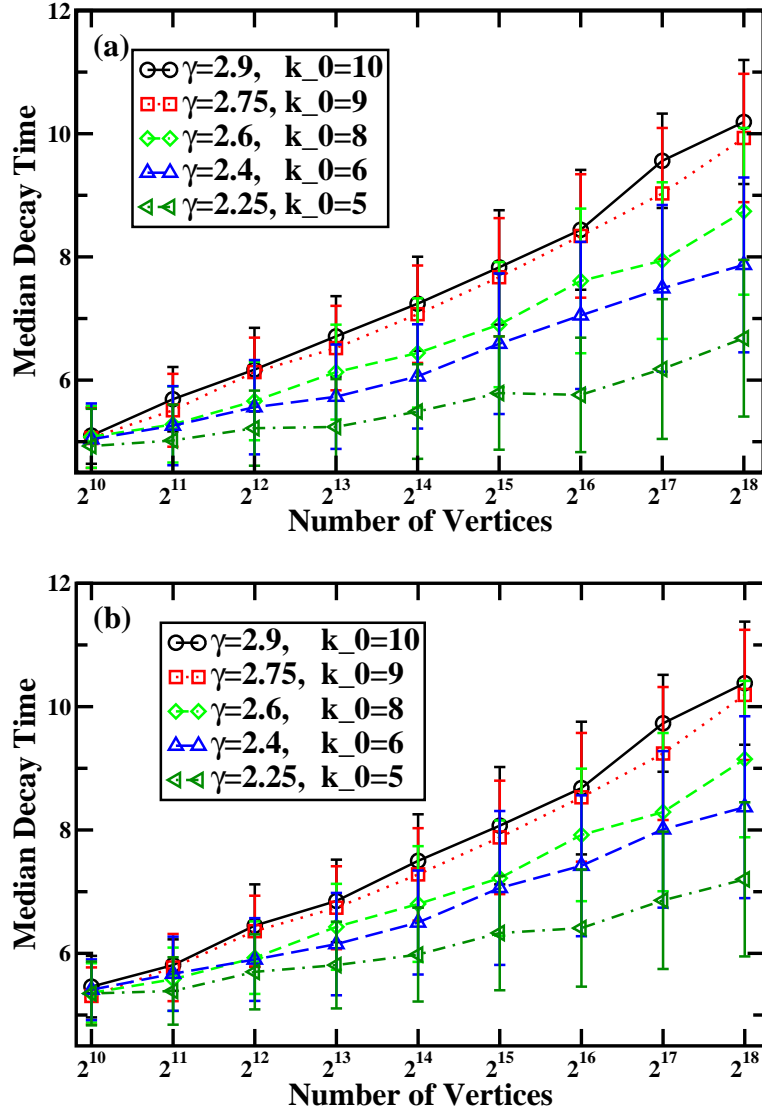 12
(a)
γ=2.9, k_0=10
γ=2.75, k_0=9
γ=2.6, k_0=8
γ=2.4, k_0=6
γ=2.25, k_0=5
10
8
6
Median Decay Time
2^10 2^11 2^12 2^13 2^14 2^15 2^16 2^17 2^18
Number of Vertices
12
(b)
γ=2.9, k_0=10
γ=2.75, k_0=9
γ=2.6, k_0=8
γ=2.4, k_0=6
γ=2.25, k_0=5
10
8
6
Median Decay Time
2^10 2^11 2^12 2^13 2^14 2^15 2^16 2^17 2^18
Number of Vertices